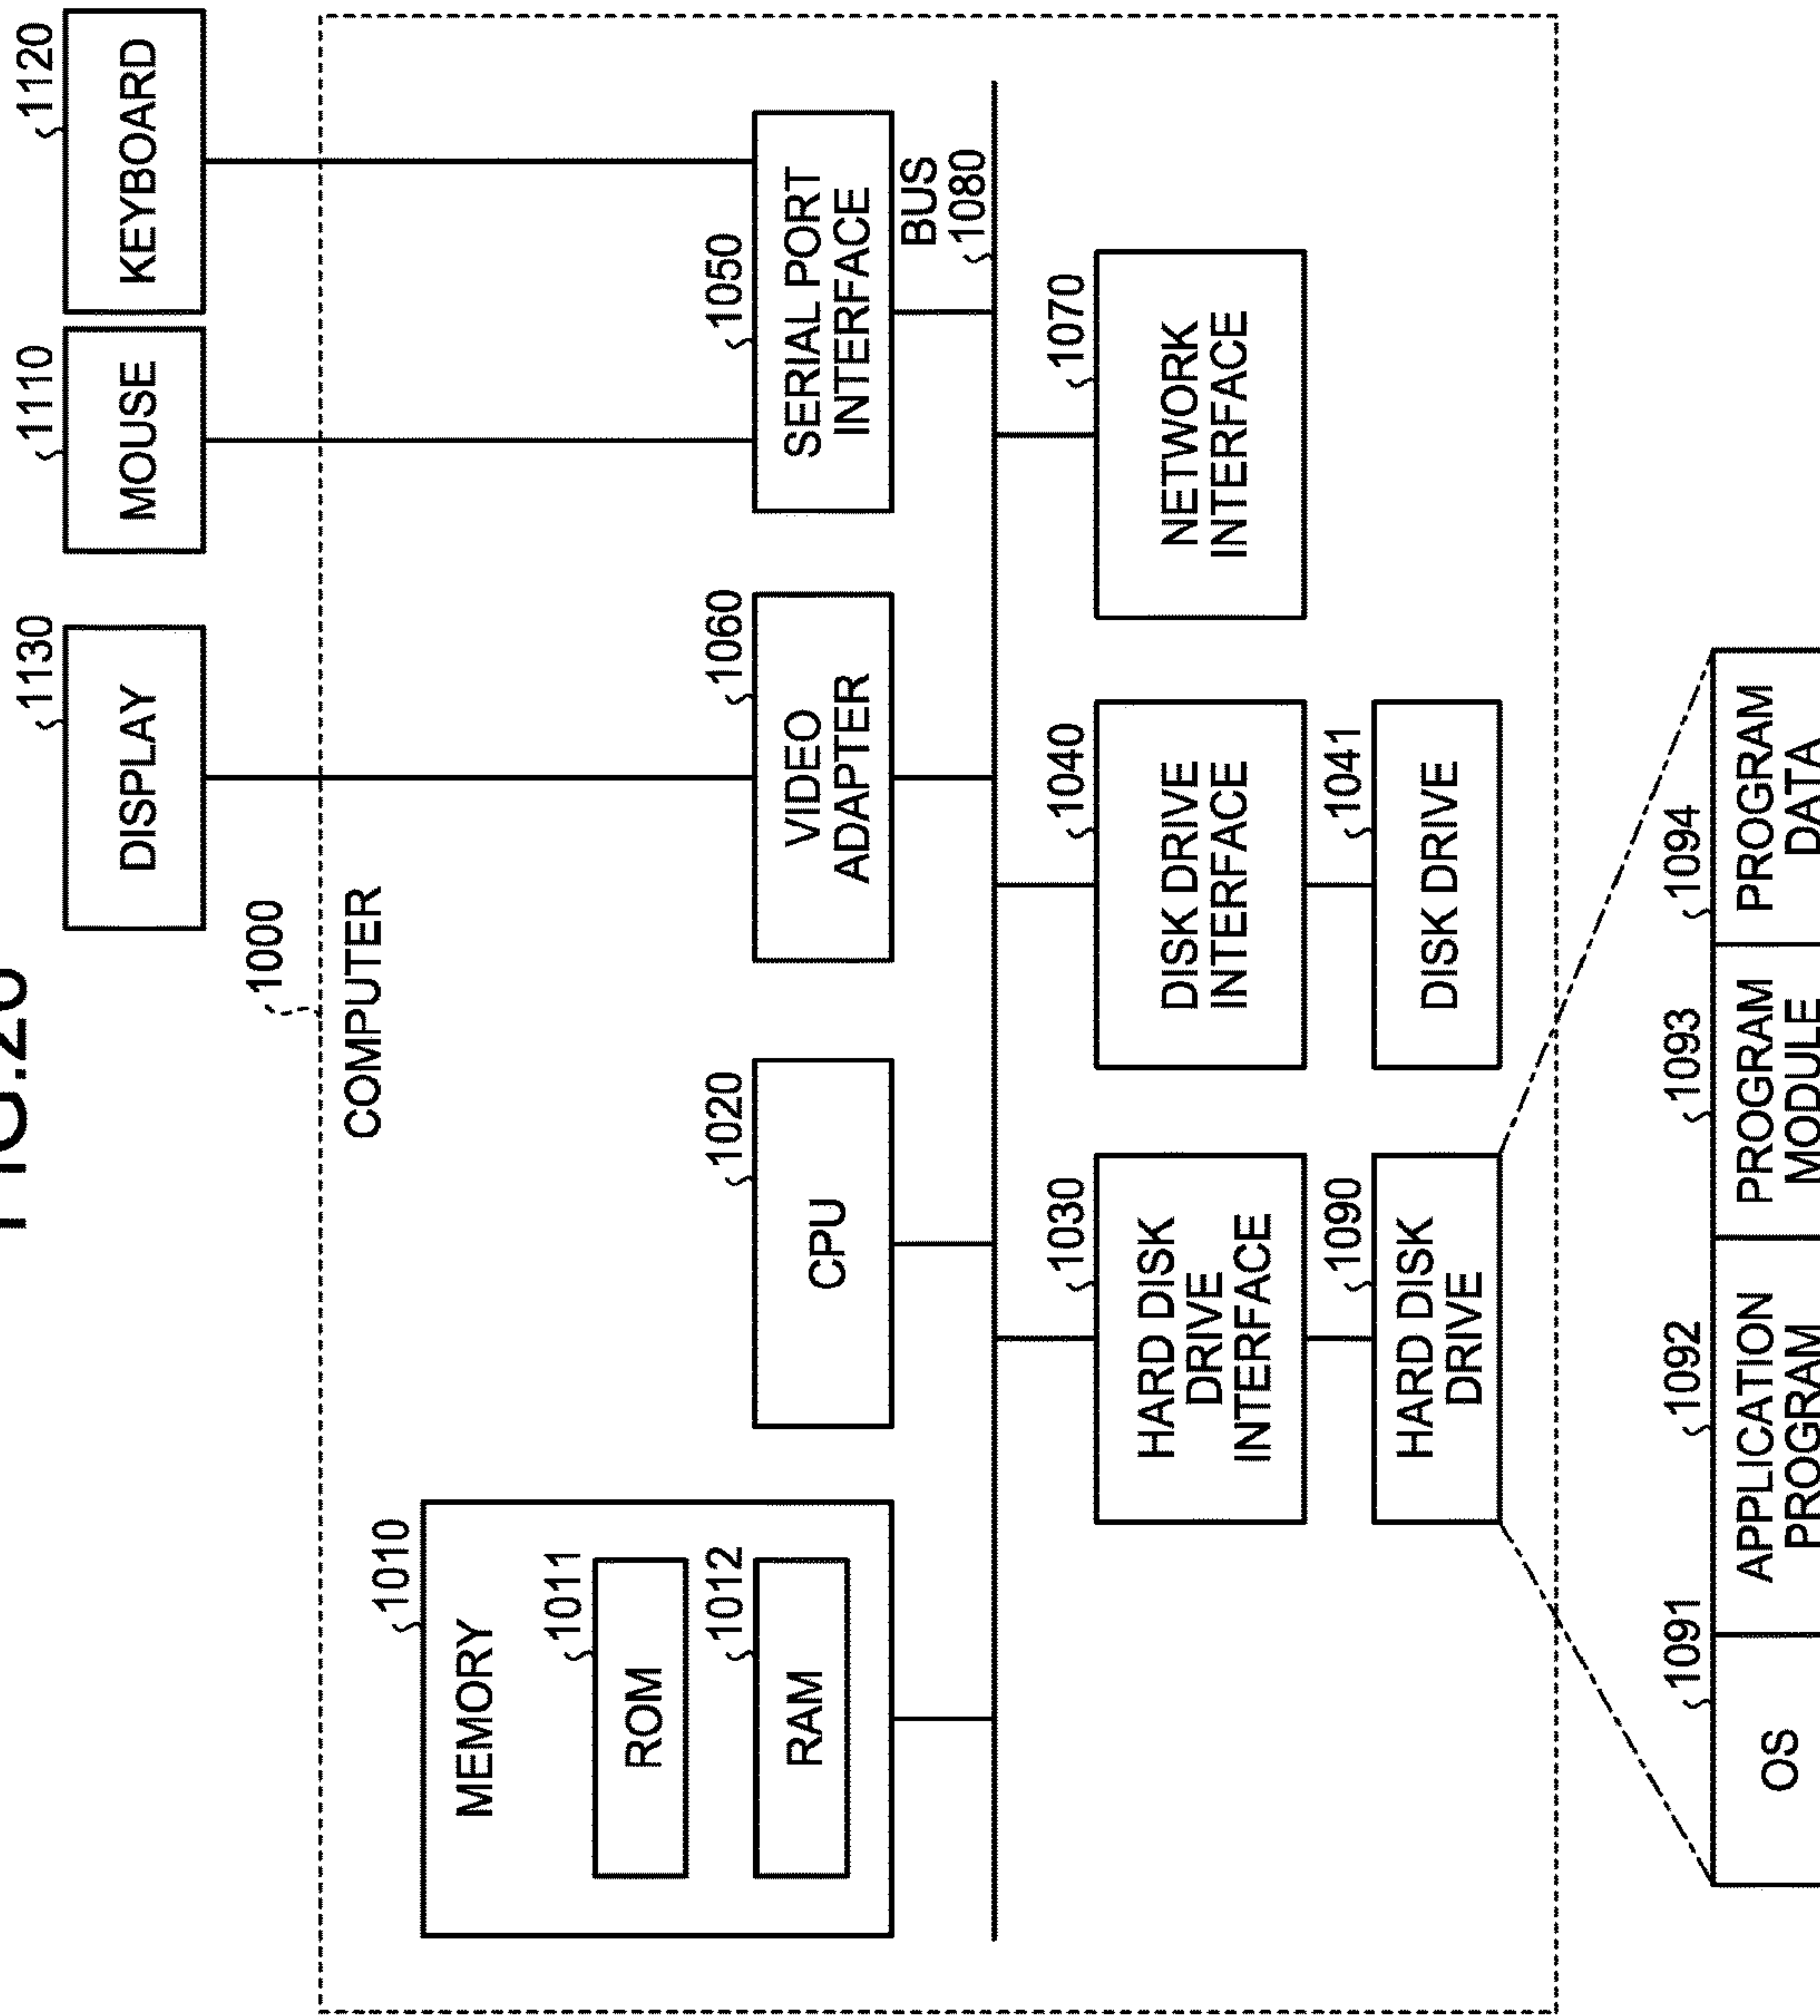 1130
1110
1120
DISPLAY
MOUSE
KEYBOARD
1000
COMPUTER
1010
MEMORY
1011
ROM
1012
RAM
1020
CPU
1060
VIDEO
ADAPTER
1050
SERIAL PORT
INTERFACE
BUS
1080
1030
HARD DISK
DRIVE
INTERFACE
1040
DISK DRIVE
INTERFACE
1070
NETWORK
INTERFACE
1090
HARD DISK
DRIVE
1041
DISK DRIVE
1091
OS
1092
APPLICATION
PROGRAM
1093
PROGRAM
MODULE
1094
PROGRAM
DATA